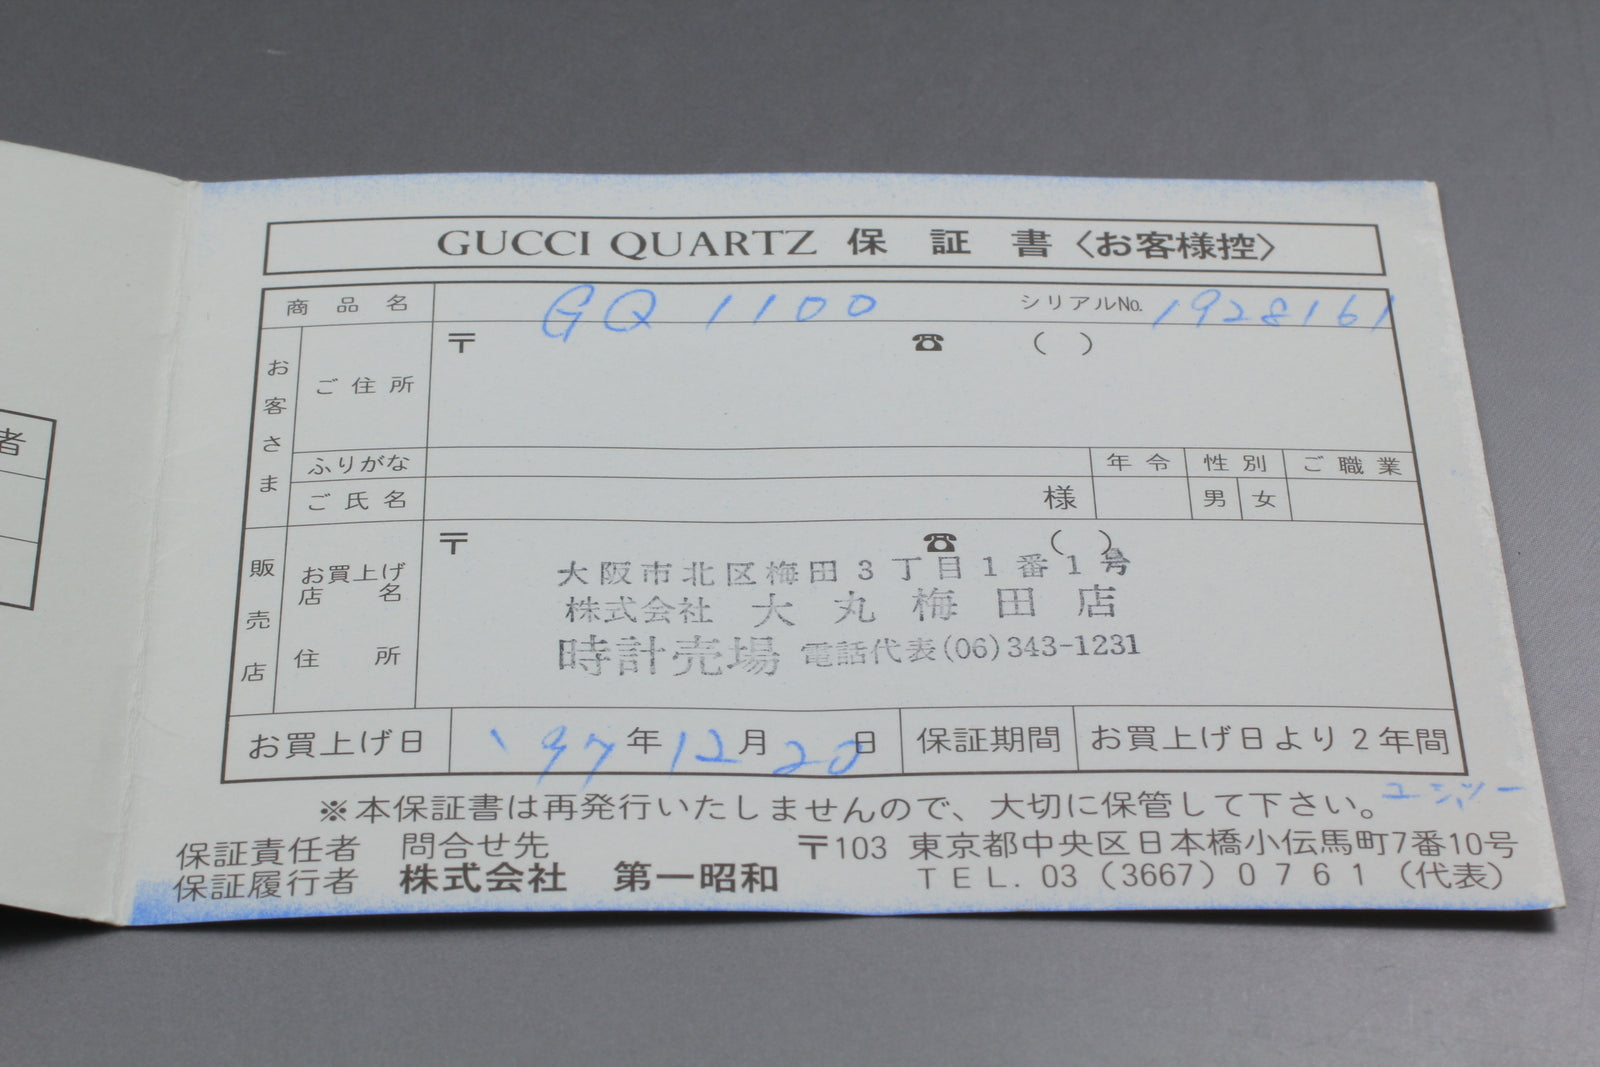 GUCCI QUARTZ 保証書〈お客様控〉
商品名 GQ 1100 シリアルNo. 1928161
お客さま
ご住所 〒 ☎ ( )
ふりがな 年令 性別 ご職業
ご氏名 様 男 女
販売店
お買上げ店名
住所
〒 ☎ ( )
大阪市北区梅田3丁目1番1号
株式会社 大丸梅田店
時計売場 電話代表(06)343-1231
お買上げ日 '97年12月20日 保証期間 お買上げ日より2年間
※本保証書は再発行いたしませんので、大切に保管して下さい。
保証責任者 問合せ先 〒103 東京都中央区日本橋小伝馬町7番10号
保証履行者 株式会社 第一昭和 TEL. 03 (3667) 0761 (代表)
者